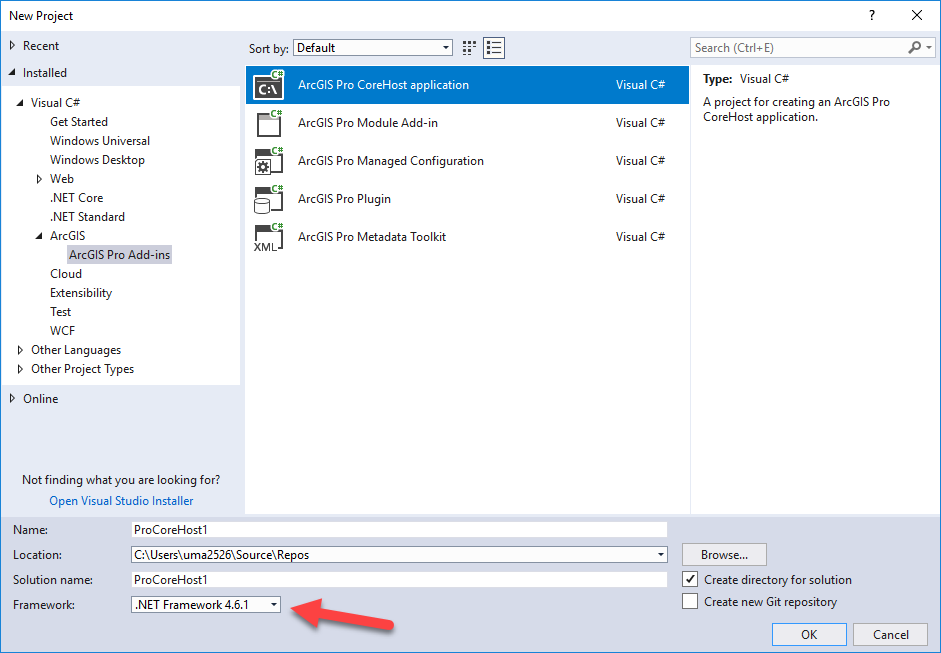 New Project
?
Recent
Installed
Visual C#
Get Started
Windows Universal
Windows Desktop
Web
.NET Core
.NET Standard
ArcGIS
ArcGIS Pro Add-ins
Cloud
Extensibility
Test
WCF
Other Languages
Other Project Types
Online
Not finding what you are looking for?
Open Visual Studio Installer
Sort by: Default
Search (Ctrl+E)
C# C:\ ArcGIS Pro CoreHost application Visual C#
C# ArcGIS Pro Module Add-in Visual C#
C# ArcGIS Pro Managed Configuration Visual C#
C# ArcGIS Pro Plugin Visual C#
C# XML ArcGIS Pro Metadata Toolkit Visual C#
Type: Visual C#
A project for creating an ArcGIS Pro
CoreHost application.
Name: ProCoreHost1
Location: C:\Users\uma2526\Source\Repos Browse...
Solution name: ProCoreHost1 Create directory for solution
Framework: .NET Framework 4.6.1 Create new Git repository
OK Cancel